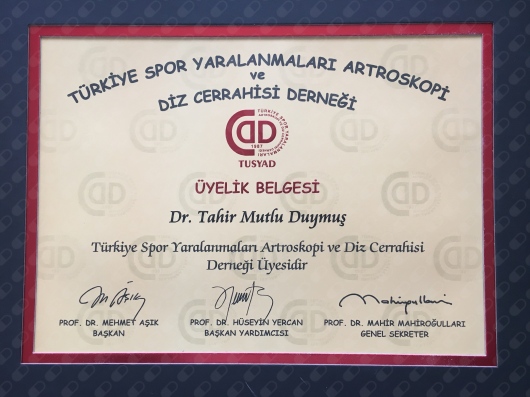 TÜRKİYE SPOR YARALANMALARI ARTROSKOPİ
ve
DİZ CERRAHİSİ DERNEĞİ
1997
TUSYAD
ÜYELİK BELGESİ
Dr. Tahir Mutlu Duymuş
Türkiye Spor Yaralanmaları Artroskopi ve Diz Cerrahisi
Derneği Üyesidir
PROF. DR. MEHMET AŞIK
BAŞKAN
PROF. DR. HÜSEYİN YERCAN
BAŞKAN YARDIMCISI
PROF. DR. MAHİR MAHİROĞULLARI
GENEL SEKRETER